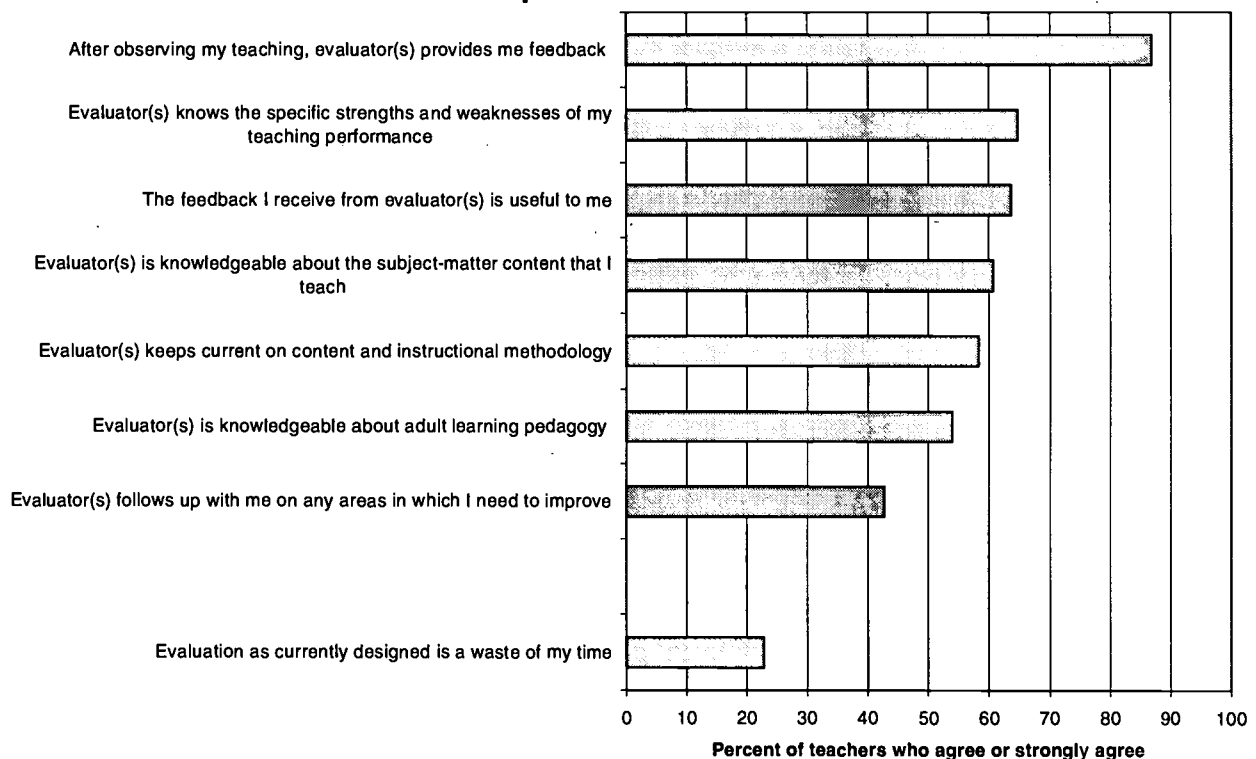 After observing my teaching, evaluator(s) provides me feedback
Evaluator(s) knows the specific strengths and weaknesses of my
teaching performance
The feedback I receive from evaluator(s) is useful to me
Evaluator(s) is knowledgeable about the subject-matter content that I
teach
Evaluator(s) keeps current on content and instructional methodology
Evaluator(s) is knowledgeable about adult learning pedagogy
Evaluator(s) follows up with me on any areas in which I need to improve
Evaluation as currently designed is a waste of my time
0 10 20 30 40 50 60 70 80 90 100
Percent of teachers who agree or strongly agree